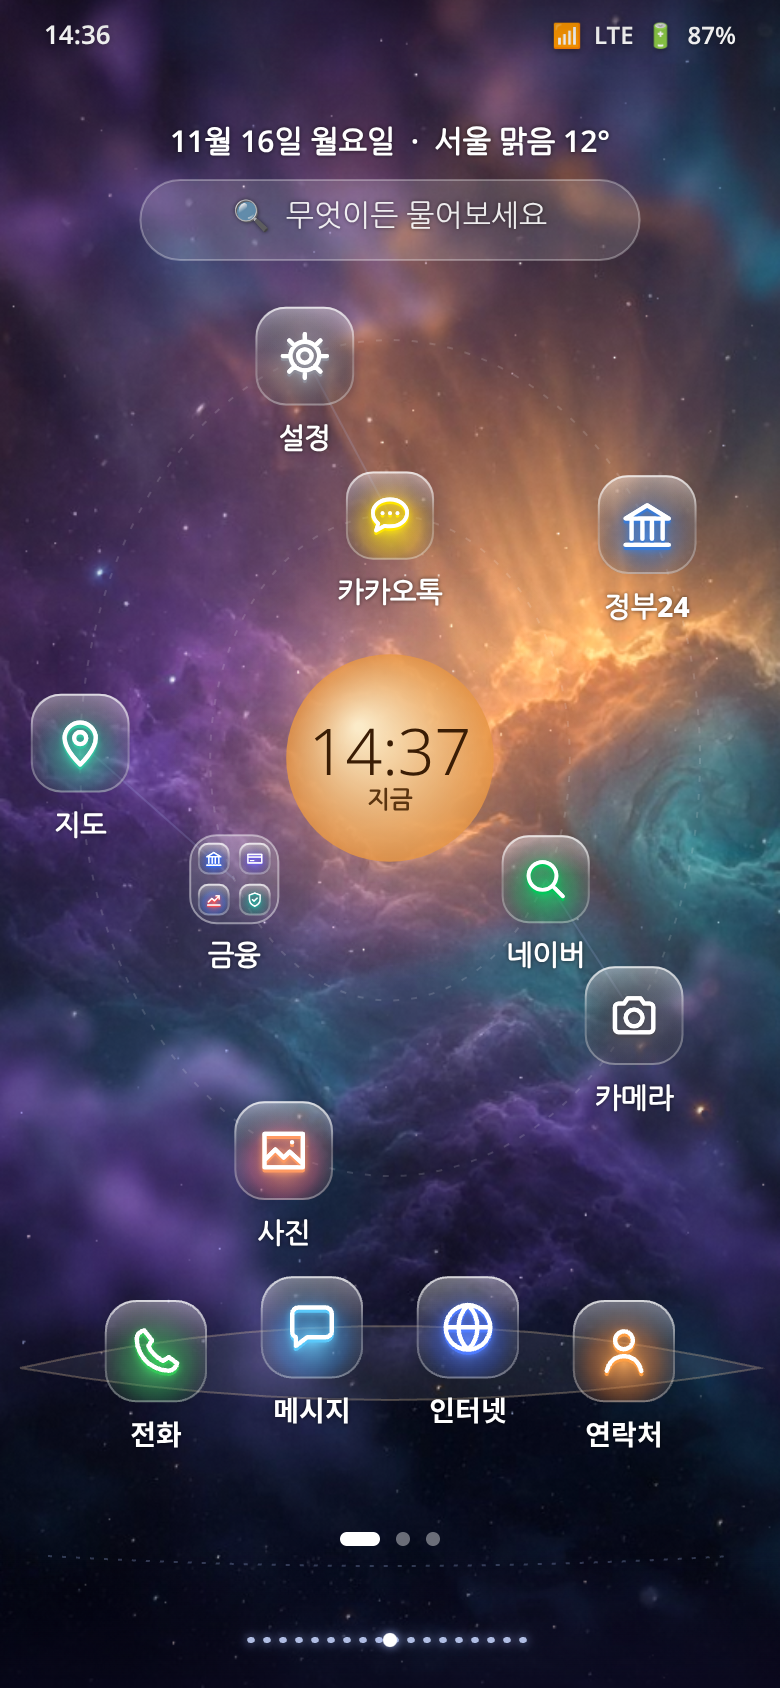 14:36
LTE 87%
11월 16일 월요일 · 서울 맑음 12°
무엇이든 물어보세요
설정
카카오톡
정부24
14:37
지금
지도
금융
네이버
카메라
사진
메시지
인터넷
전화
연락처